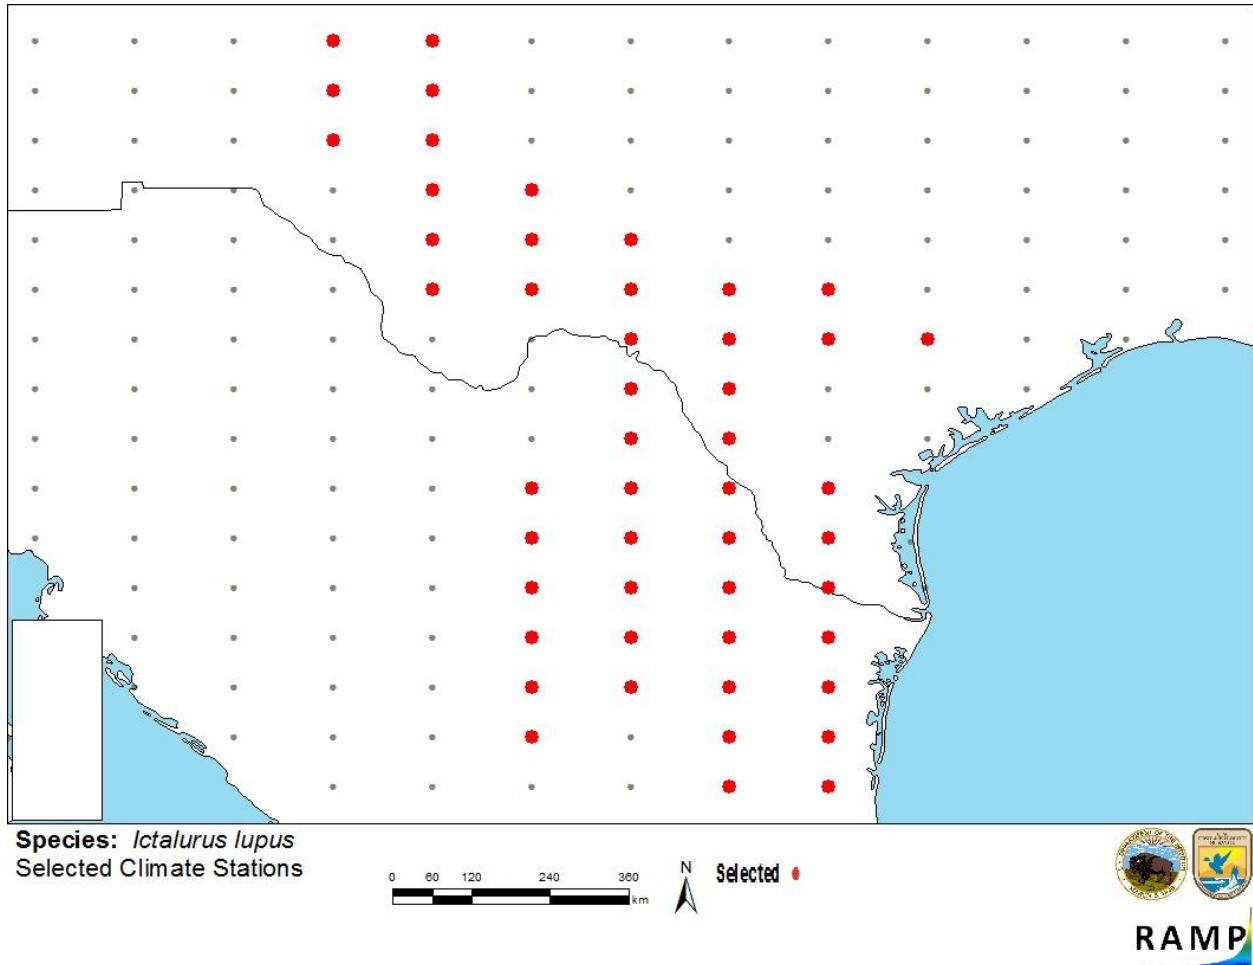 Species: Ictalurus lupus
Selected Climate Stations
0 60 120 240 360
km
N
Selected
RAMP